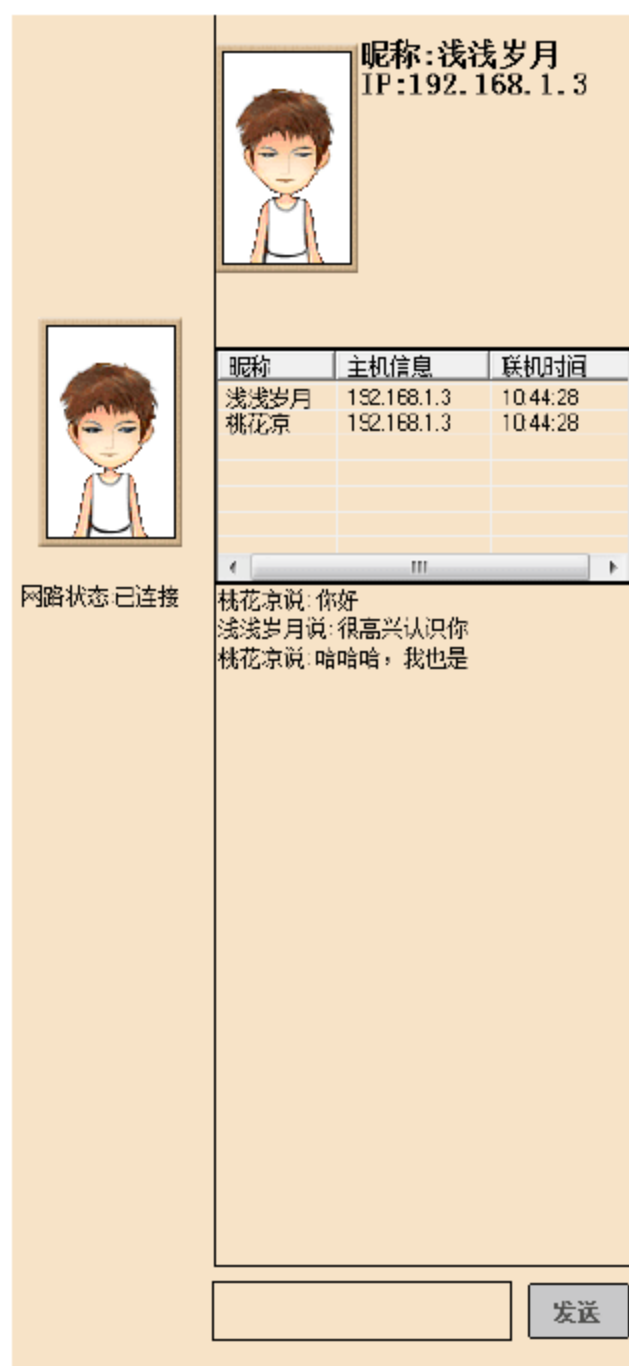 昵称:浅浅岁月
IP:192.168.1.3
昵称 主机信息 联机时间
浅浅岁月 192.168.1.3 10:44:28
桃花凉 192.168.1.3 10:44:28
网路状态:已连接
桃花凉说:你好
浅浅岁月说:很高兴认识你
桃花凉说:哈哈哈，我也是
发送